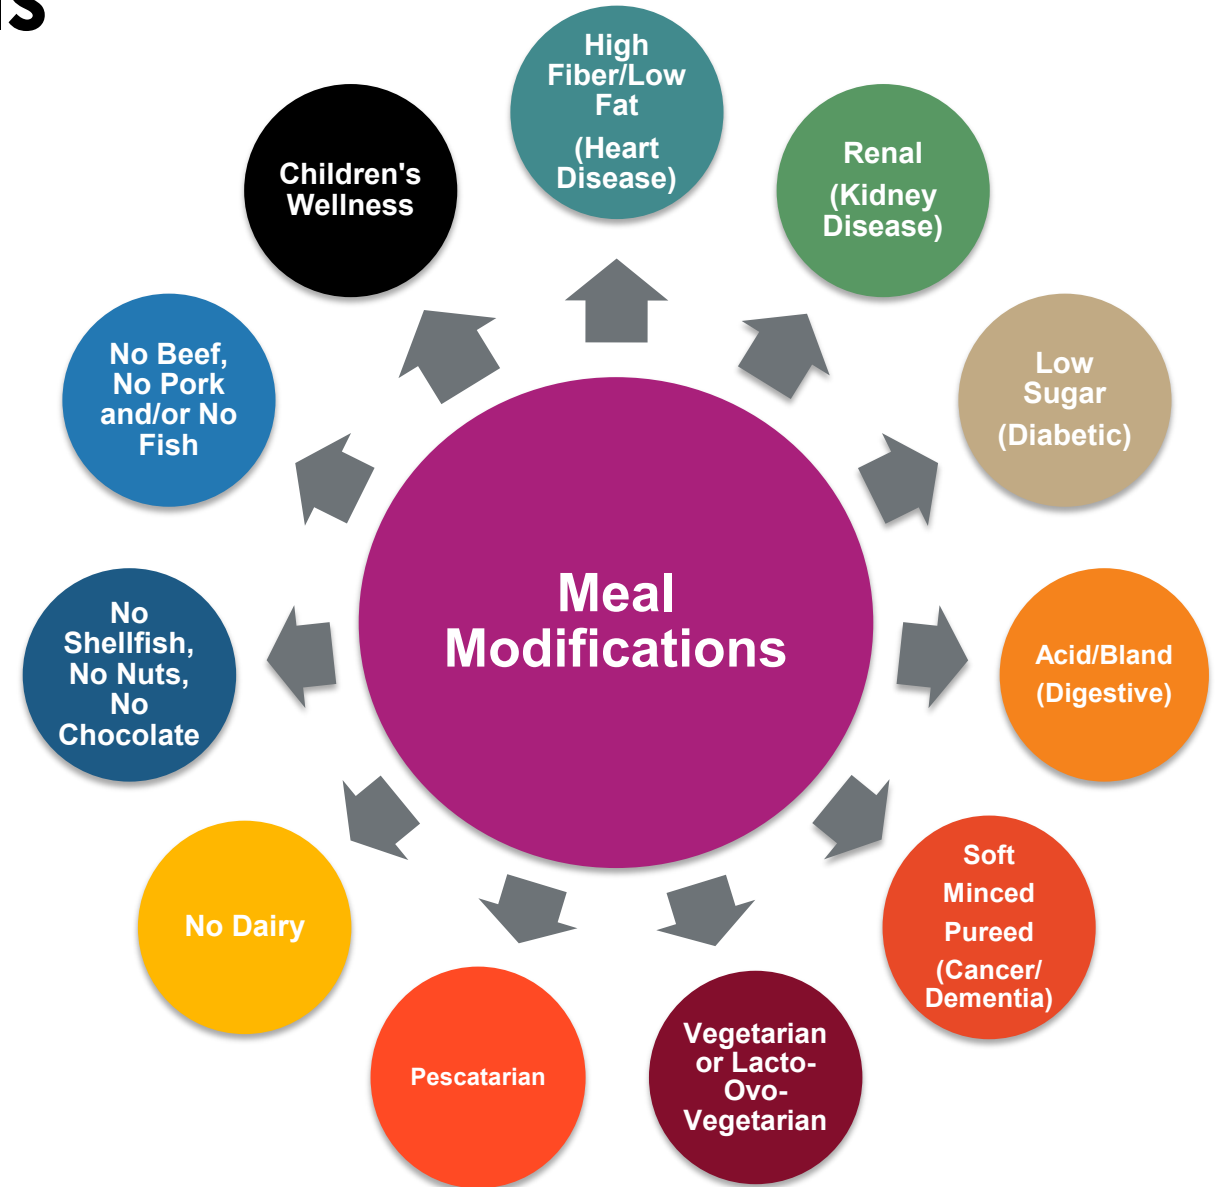 High
Fiber/Low
Fat
(Heart
Disease)
Renal
(Kidney
Disease)
Low
Sugar
(Diabetic)
Acid/Bland
(Digestive)
Soft
Minced
Pureed
(Cancer/
Dementia)
Vegetarian
or Lacto-
Ovo-
Vegetarian
Pescatarian
No Dairy
No
Shellfish,
No Nuts,
No
Chocolate
No Beef,
No Pork
and/or No
Fish
Children's
Wellness
Meal
Modifications